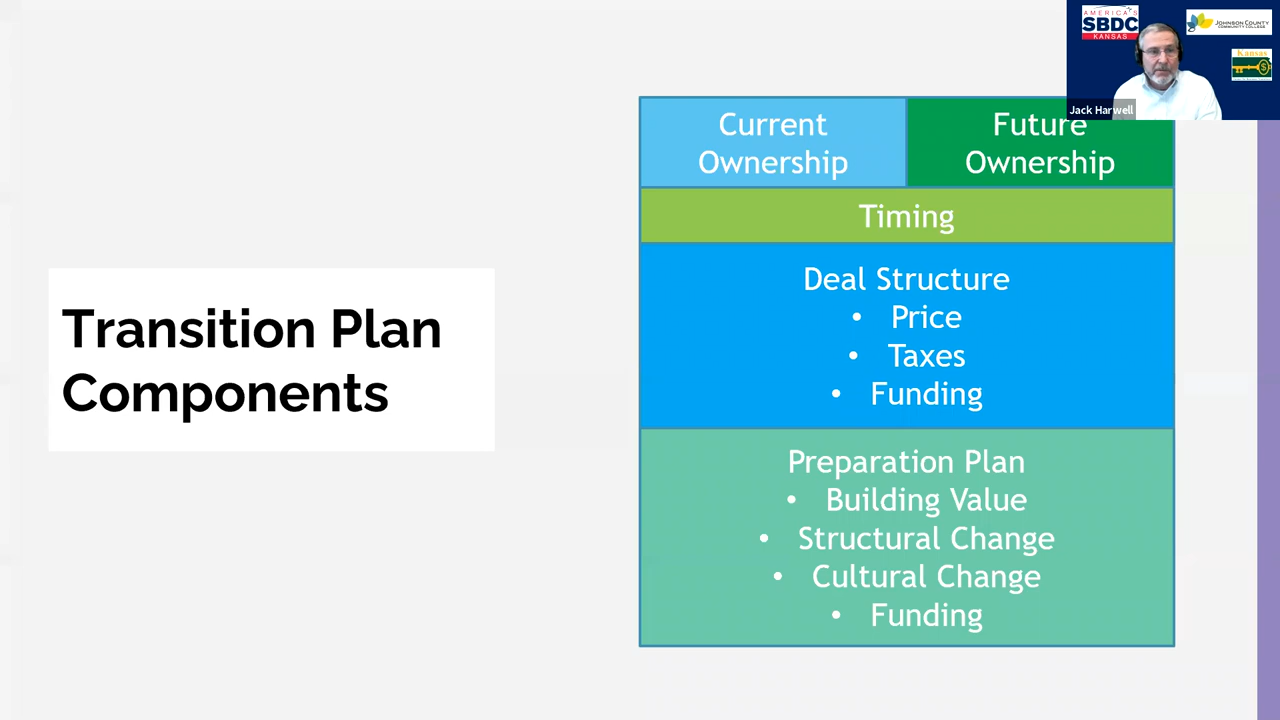 AMERICA'S
SBDC
KANSAS
JOHNSON COUNTY
COMMUNITY COLLEGE
Kansas
Jack Harwell
Transition Plan
Components
Current
Ownership
Future
Ownership
Timing
Deal Structure
• Price
• Taxes
• Funding
Preparation Plan
• Building Value
• Structural Change
• Cultural Change
• Funding